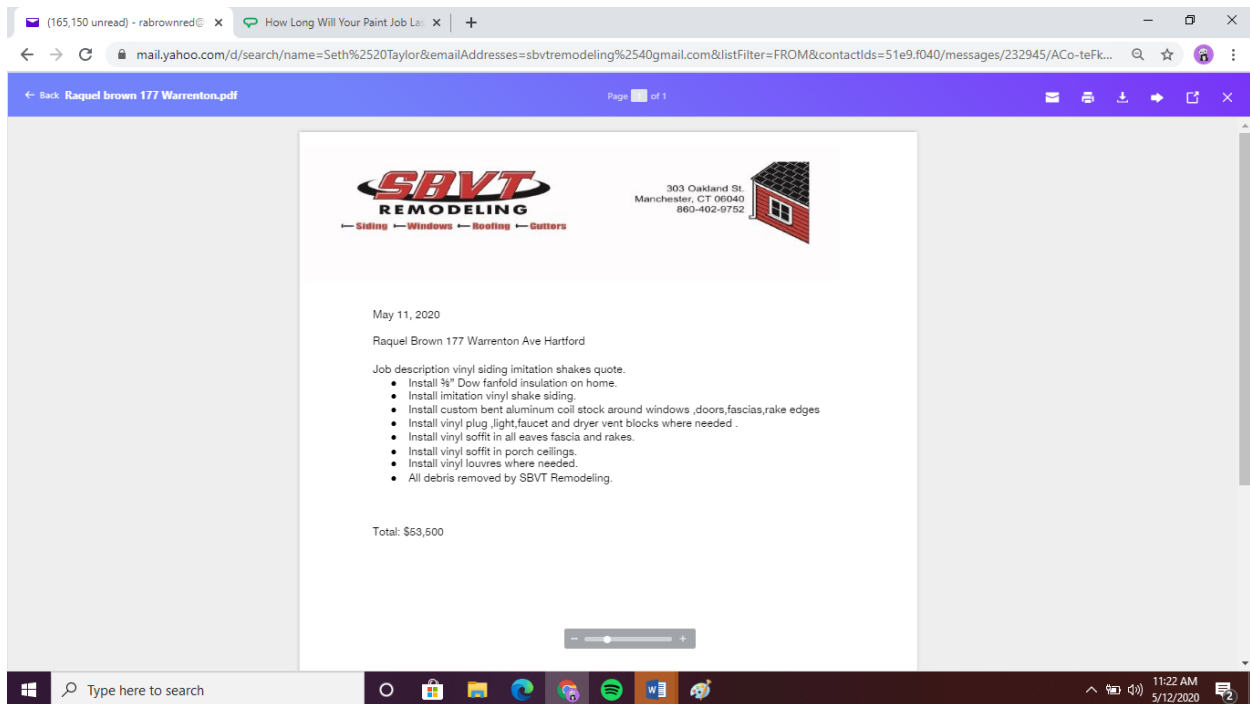 (165,150 unread) - rabrownred@
How Long Will Your Paint Job Las
mail.yahoo.com/d/search/name=Seth%2520Taylor&emailAddresses=sbvtremodeling%2540gmail.com&listFilter=FROM&contactIds=51e9.f040/messages/232945/ACo-teFk...
Back Raquel brown 177 Warrenton.pdf
Page 1 of 1
SBVT
REMODELING
Siding Windows Roofing Gutters
303 Oakland St.
Manchester, CT 06040
860-402-9752
May 11, 2020
Raquel Brown 177 Warrenton Ave Hartford
Job description vinyl siding imitation shakes quote.
● Install ⅜" Dow fanfold insulation on home.
● Install imitation vinyl shake siding.
● Install custom bent aluminum coil stock around windows ,doors,fascias,rake edges
● Install vinyl plug ,light,faucet and dryer vent blocks where needed .
● Install vinyl soffit in all eaves fascia and rakes.
● Install vinyl soffit in porch ceilings.
● Install vinyl louvres where needed.
● All debris removed by SBVT Remodeling.
Total: $53,500
Type here to search
11:22 AM
5/12/2020
2